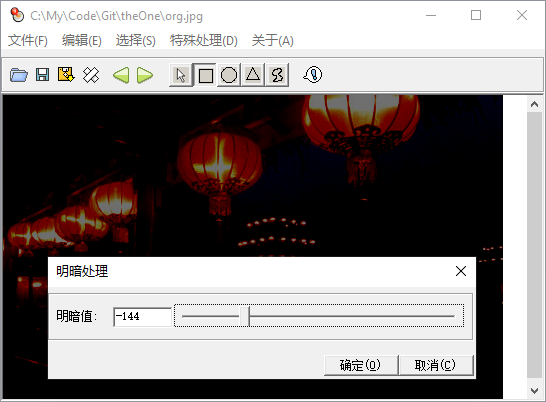 C:\My\Code\Git\theOne\org.jpg
文件(F) 编辑(E) 选择(S) 特殊处理(D) 关于(A)
明暗处理
明暗值: -144
确定(O) 取消(C)